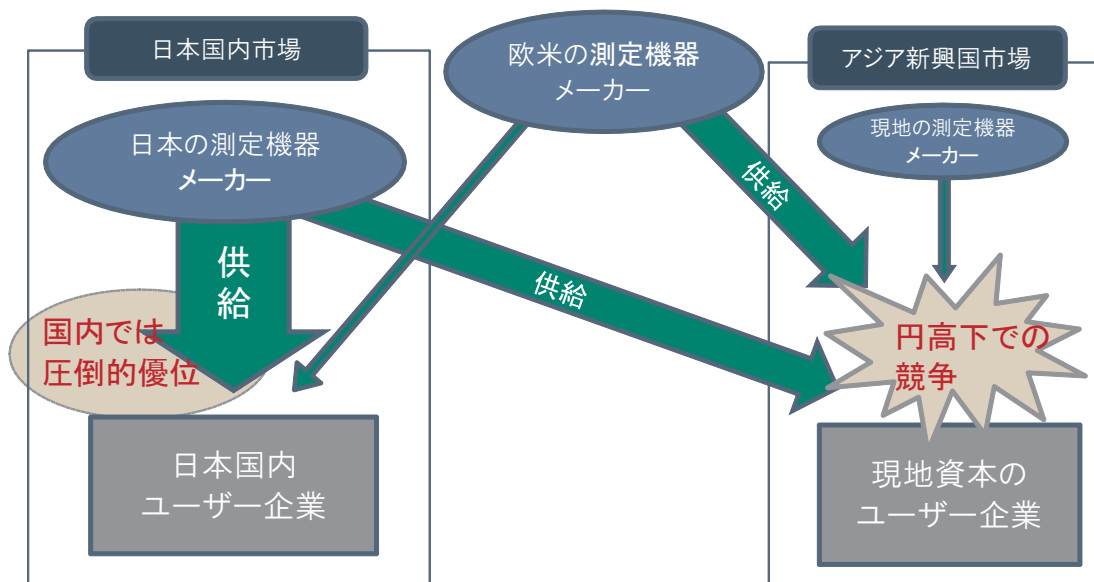 日本国内市場
欧米の測定機器
メーカー
アジア新興国市場
日本の測定機器
メーカー
現地の測定機器
メーカー
供給
供
給
供給
国内では
圧倒的優位
円高下での
競争
日本国内
ユーザー企業
現地資本の
ユーザー企業